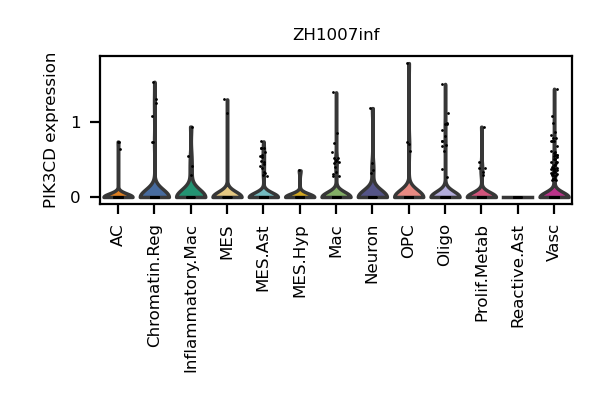 ZH1007inf
PIK3CD expression
1
0
AC
Chromatin.Reg
Inflammatory.Mac
MES
MES.Ast
MES.Hyp
Mac
Neuron
OPC
Oligo
Prolif.Metab
Reactive.Ast
Vasc